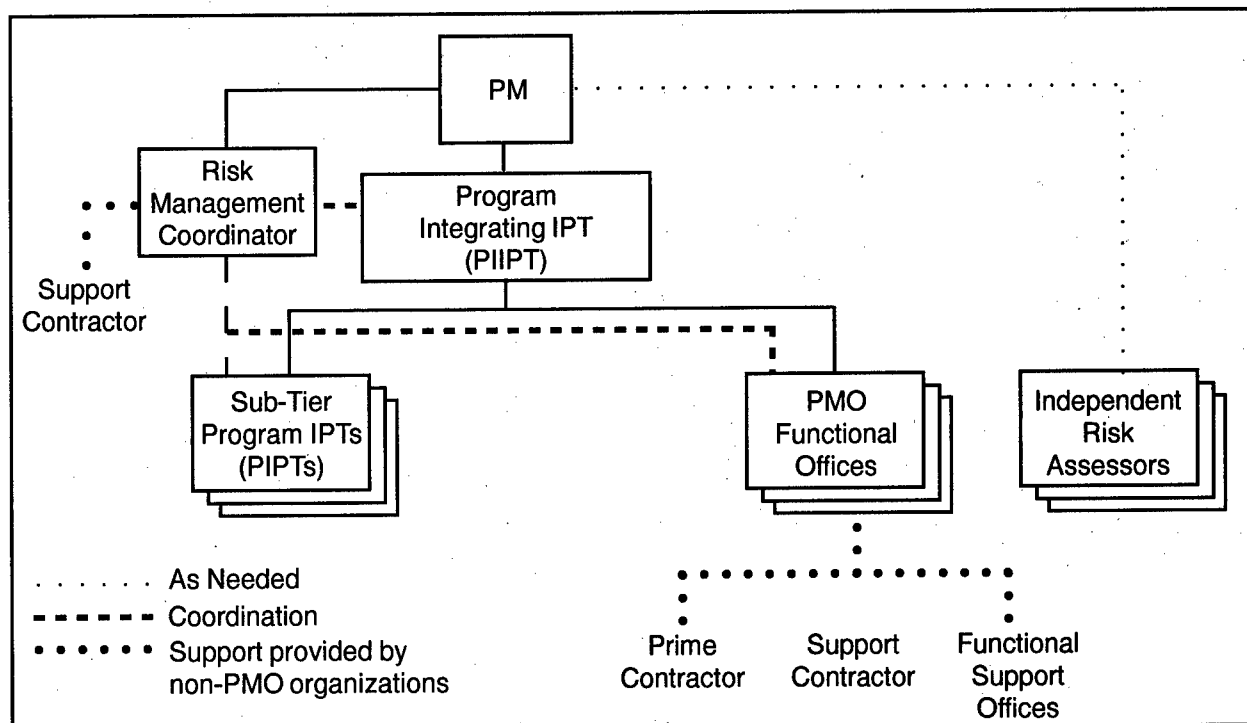 PM
Risk
Management
Coordinator
Program
Integrating IPT
(PIIPT)
Support
Contractor
Sub-Tier
Program IPTs
(PIPTs)
PMO
Functional
Offices
Independent
Risk
Assessors
As Needed
Coordination
Support provided by
non-PMO organizations
Prime
Contractor
Support
Contractor
Functional
Support
Offices